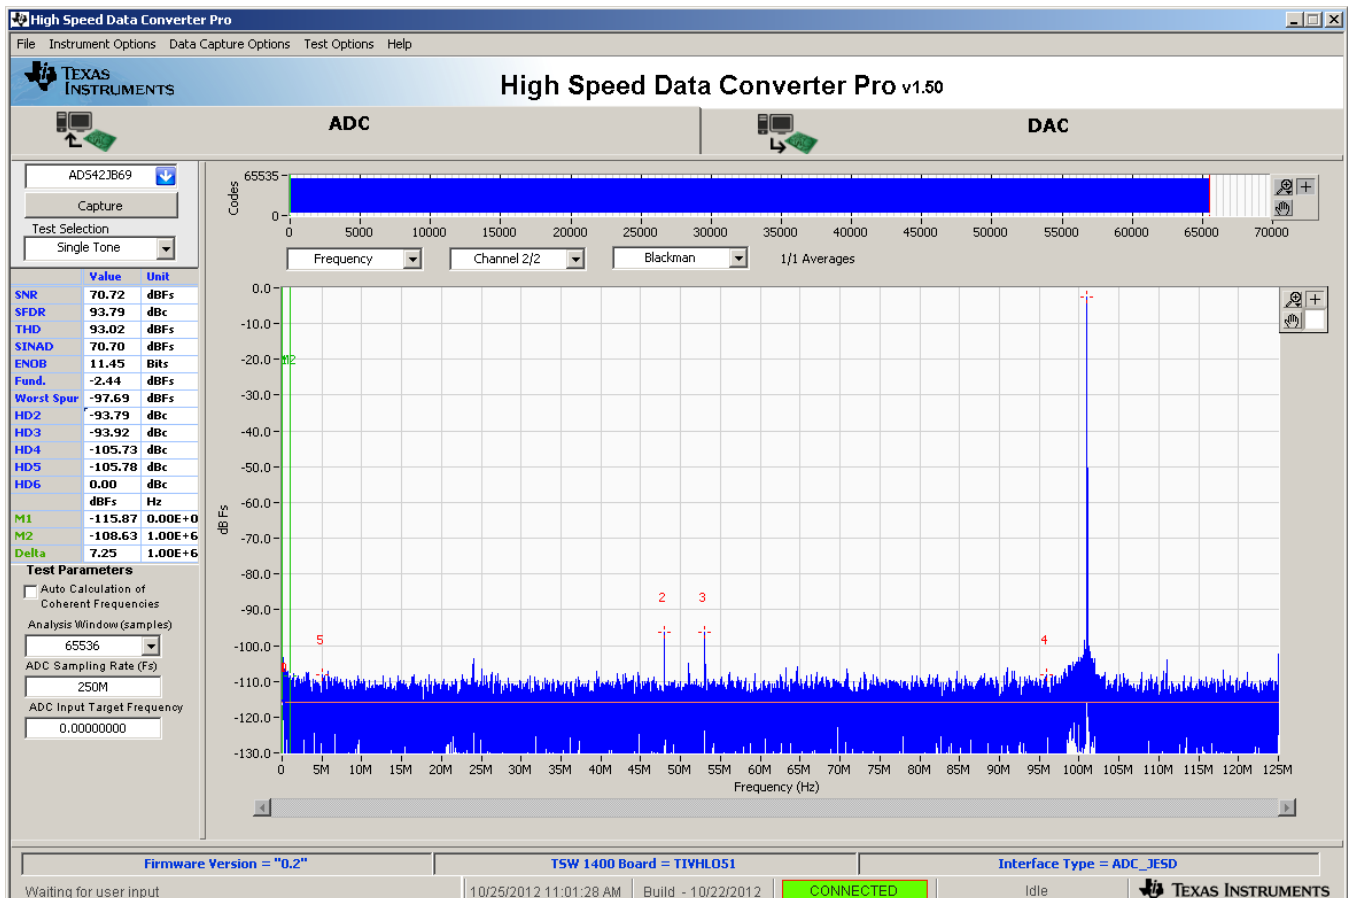 High Speed Data Converter Pro
File Instrument Options Data Capture Options Test Options Help
TEXAS INSTRUMENTS
High Speed Data Converter Pro v1.50
ADC
DAC
ADS42JB69
Capture
Test Selection
Single Tone
Value Unit
SNR 70.72 dBFs
SFDR 93.79 dBc
THD 93.02 dBFs
SINAD 70.70 dBFs
ENOB 11.45 Bits
Fund. -2.44 dBFs
Worst Spur -97.69 dBFs
HD2 -93.79 dBc
HD3 -93.92 dBc
HD4 -105.73 dBc
HD5 -105.78 dBc
HD6 0.00 dBc
dBFs Hz
M1 -115.87 0.00E+0
M2 -108.63 1.00E+6
Delta 7.25 1.00E+6
Test Parameters
Auto Calculation of
Coherent Frequencies
Analysis Window (samples)
65536
ADC Sampling Rate (Fs)
250M
ADC Input Target Frequency
0.00000000
Codes
65535
0
0 5000 10000 15000 20000 25000 30000 35000 40000 45000 50000 55000 60000 65000 70000
Frequency Channel 2/2 Blackman 1/1 Averages
dB Fs
0.0
-10.0
-20.0
-30.0
-40.0
-50.0
-60.0
-70.0
-80.0
-90.0
-100.0
-110.0
-120.0
-130.0
M2
2 3
5 4
0 5M 10M 15M 20M 25M 30M 35M 40M 45M 50M 55M 60M 65M 70M 75M 80M 85M 90M 95M 100M 105M 110M 115M 120M 125M
Frequency (Hz)
Firmware Version = "0.2" TSW 1400 Board = TIVHLO51 Interface Type = ADC_JESD
Waiting for user input 10/25/2012 11:01:28 AM Build - 10/22/2012 CONNECTED Idle TEXAS INSTRUMENTS